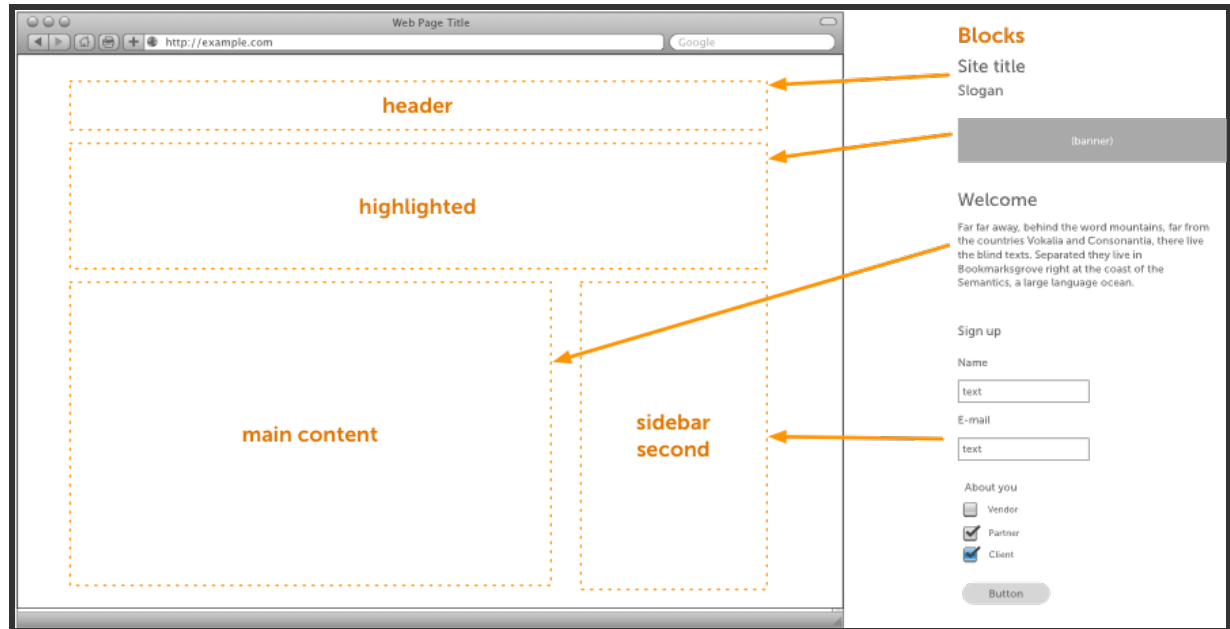 Web Page Title
http://example.com
Google
header
highlighted
main content
sidebar
second
Blocks
Site title
Slogan
(banner)
Welcome
Far far away, behind the word mountains, far from
the countries Vokalia and Consonantia, there live
the blind texts. Separated they live in
Bookmarksgrove right at the coast of the
Semantics, a large language ocean.
Sign up
Name
text
E-mail
text
About you
Vendor
Partner
Client
Button